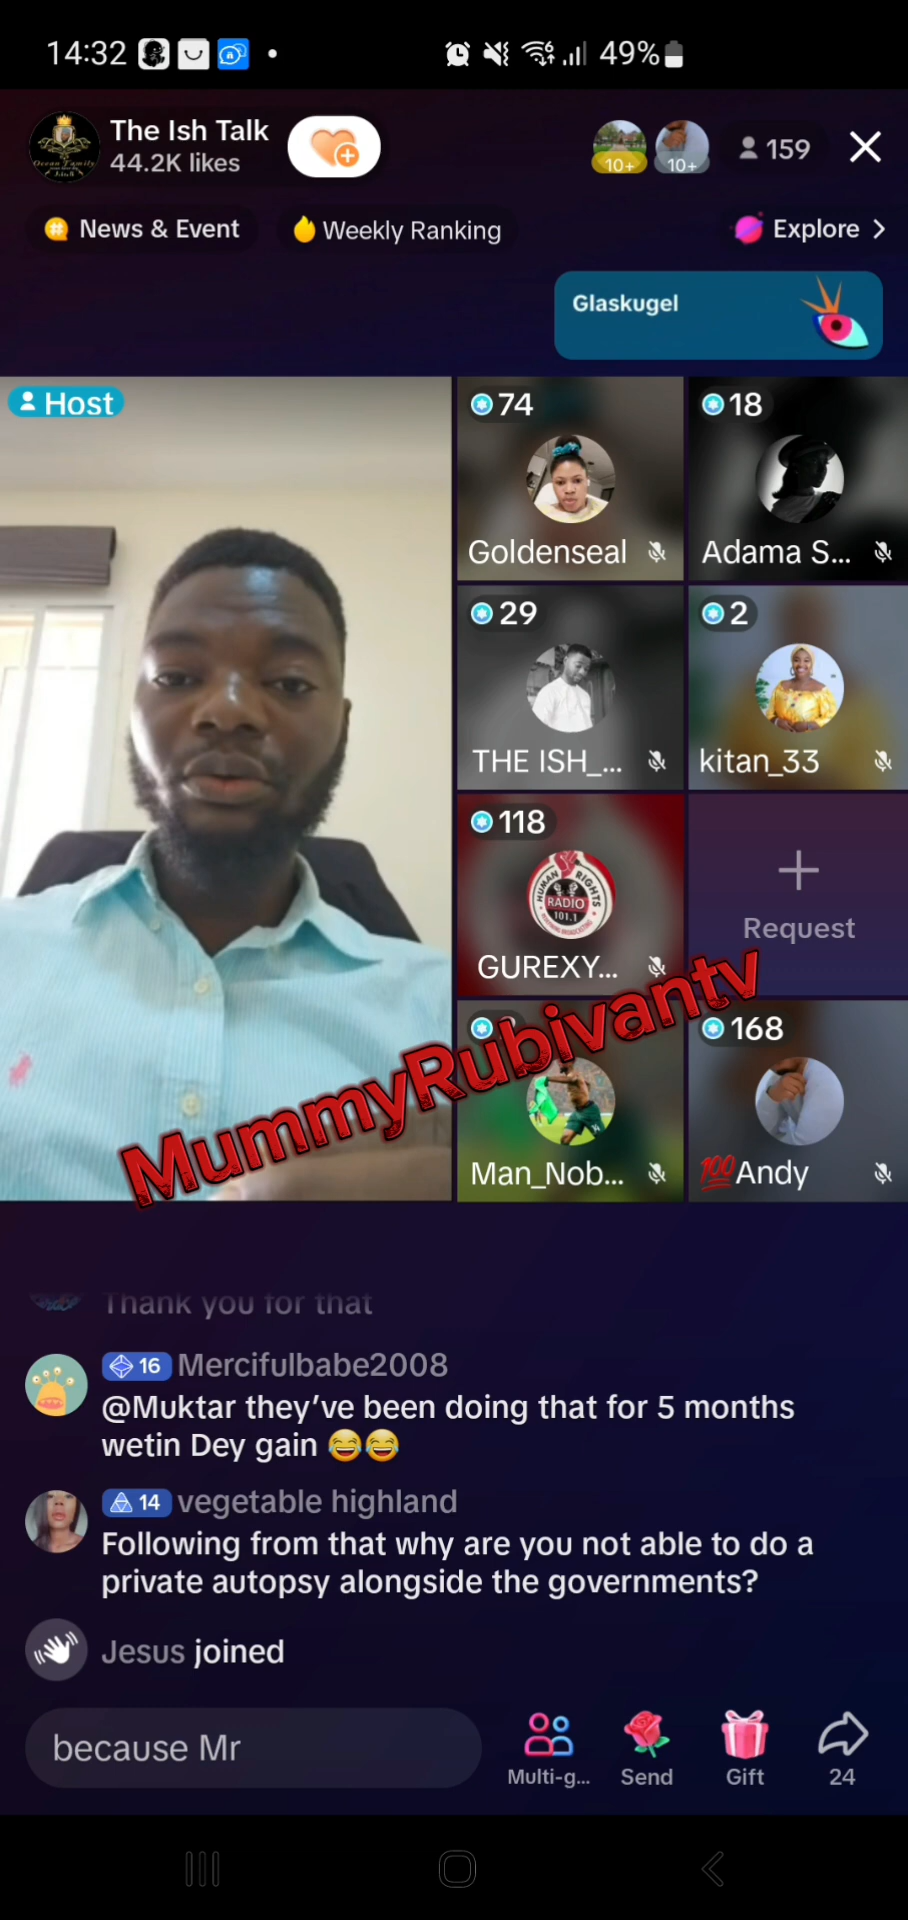 14:32
49%
The Ish Talk
44.2K likes
10+
10+
159
News & Event
Weekly Ranking
Explore
Glaskugel
Host
74
Goldenseal
18
Adama S...
29
THE ISH_...
2
kitan_33
118
HUMAN RIGHTS
RADIO
101.1
GUREXY...
Request
MummyRubivantv
Man_Nob...
168
💯Andy
Thank you for that
16 Mercifulbabe2008
@Muktar they’ve been doing that for 5 months
wetin Dey gain 😂😂
14 vegetable highland
Following from that why are you not able to do a
private autopsy alongside the governments?
Jesus joined
because Mr
Multi-g...
Send
Gift
24